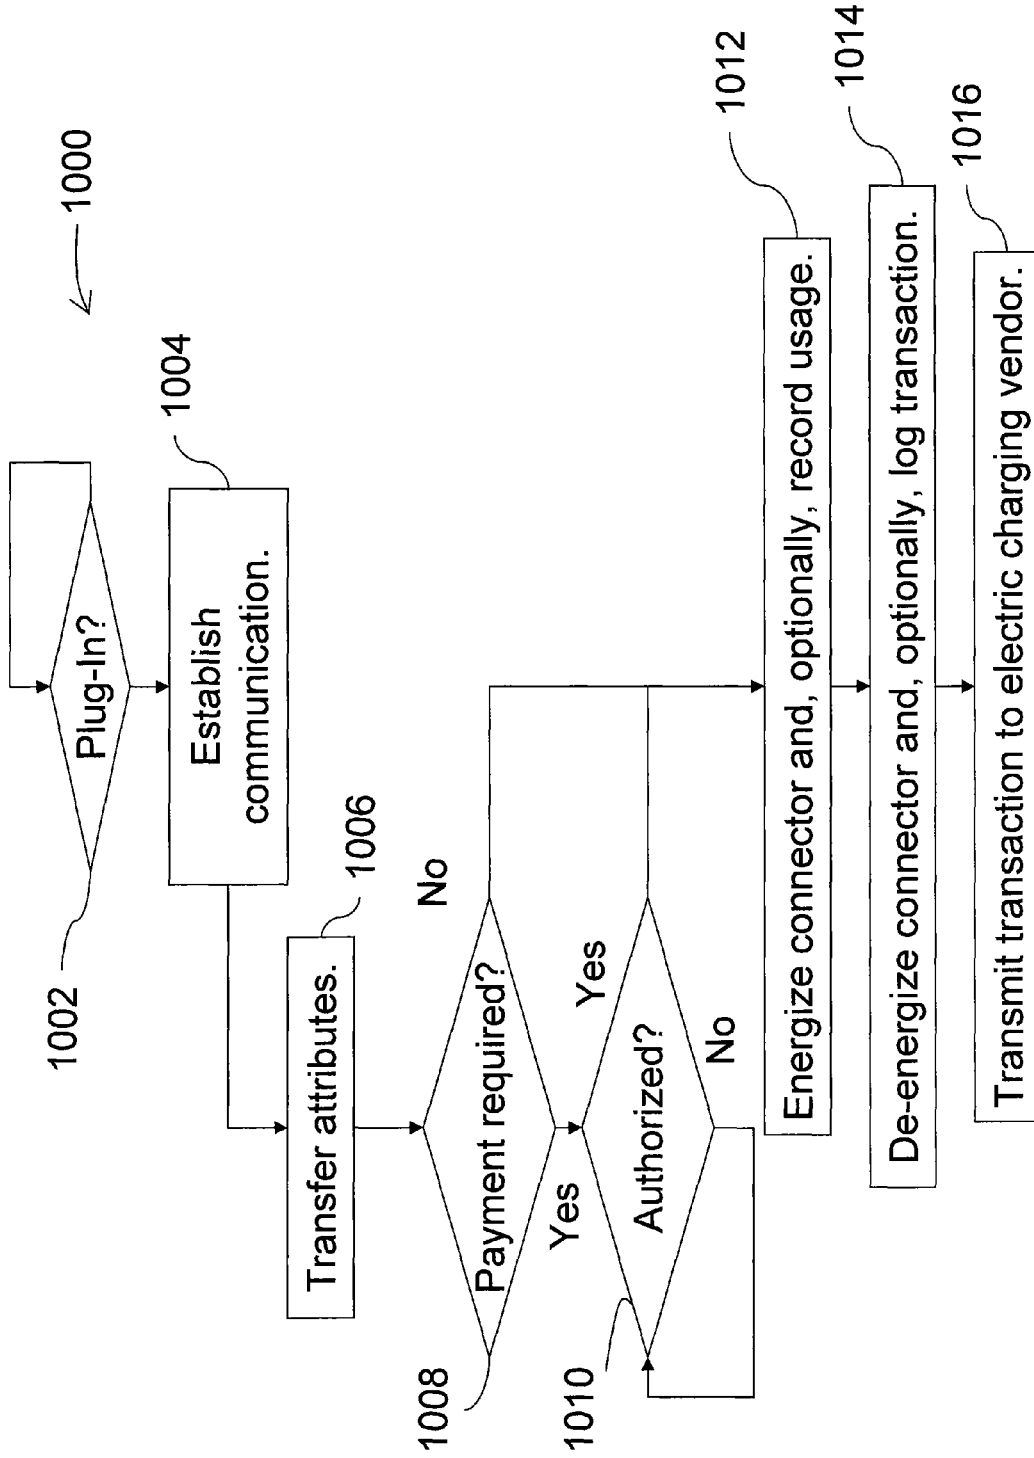 1000
Plug-In?
1002
Establish
communication.
1004
Transfer attributes.
1006
Payment required?
No
1008
Yes
Authorized?
Yes
1010
No
Energize connector and, optionally, record usage.
1012
De-energize connector and, optionally, log transaction.
1014
Transmit transaction to electric charging vendor.
1016